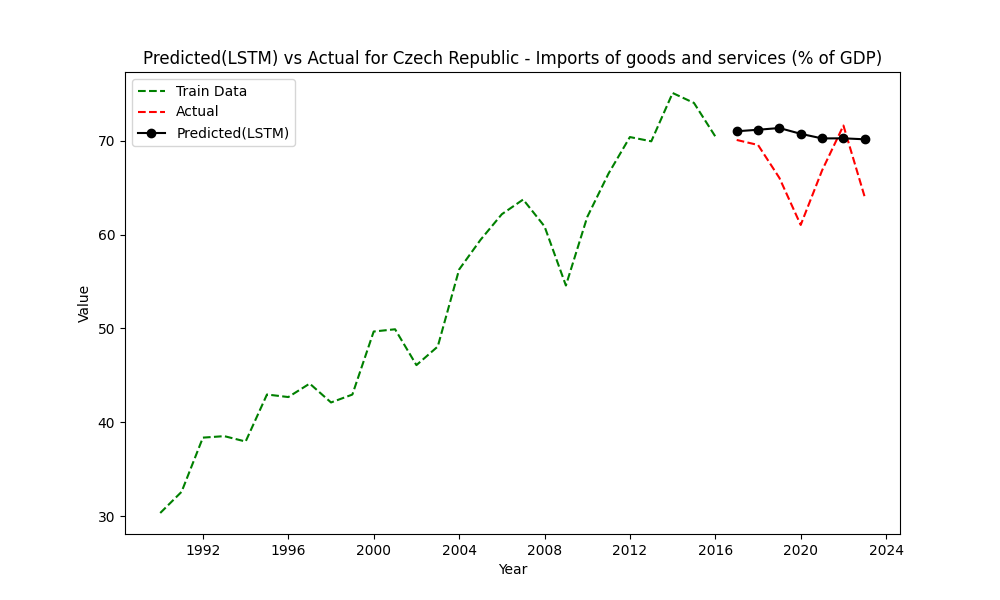 Predicted(LSTM) vs Actual for Czech Republic - Imports of goods and services (% of GDP)
Train Data
Actual
Predicted(LSTM)
70
60
50
40
30
Value
1992 1996 2000 2004 2008 2012 2016 2020 2024
Year